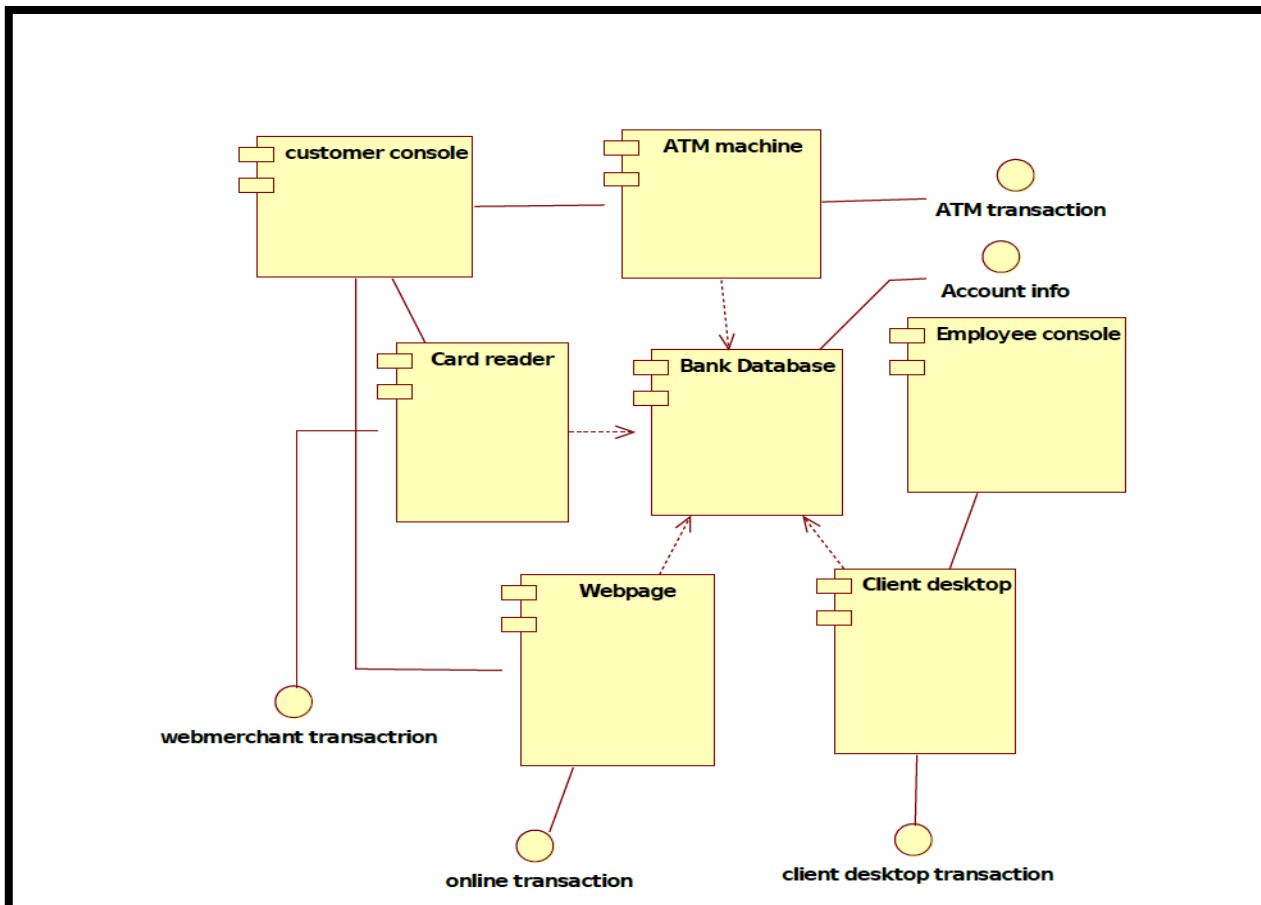 customer console
ATM machine
ATM transaction
Account info
Employee console
Card reader
Bank Database
Webpage
Client desktop
webmerchant transactrion
online transaction
client desktop transaction